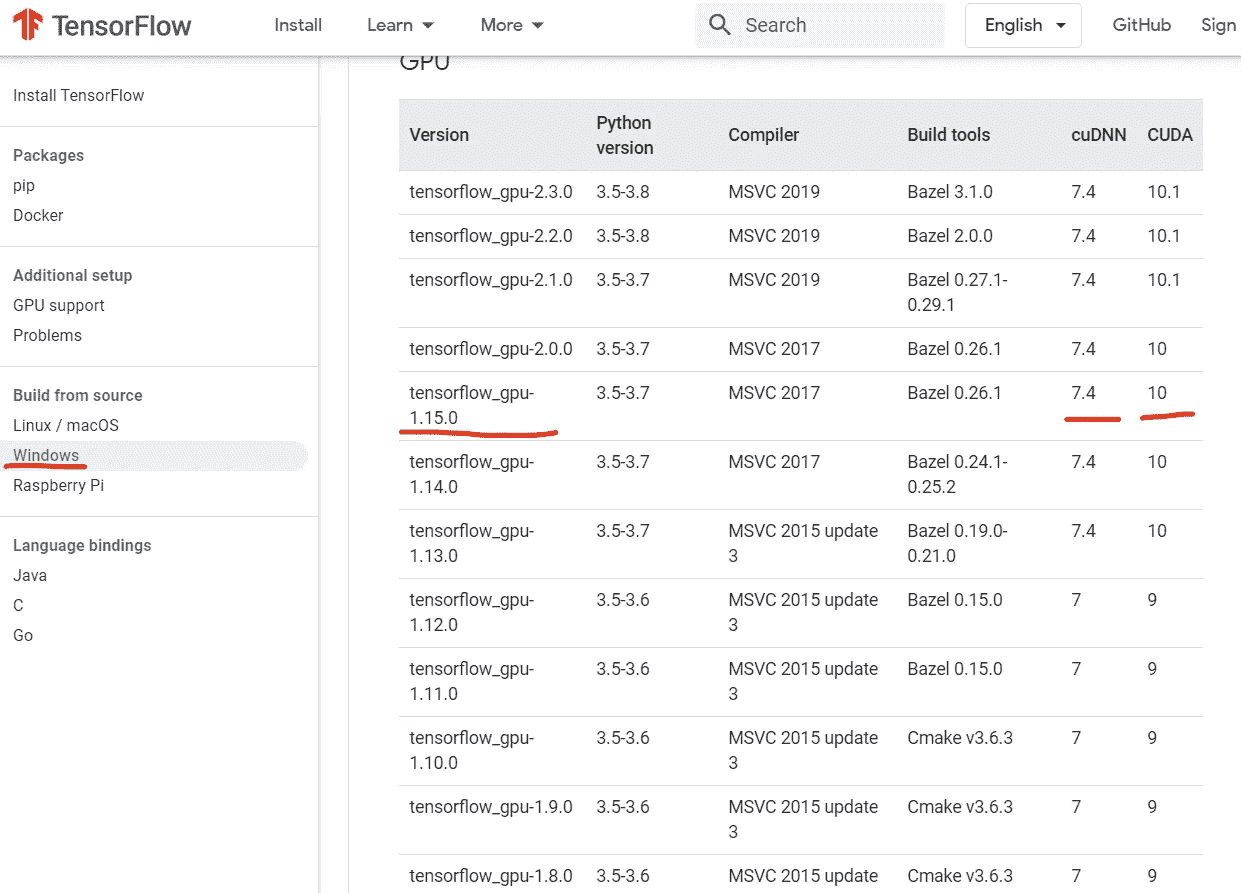 TensorFlow Install Learn More Search English GitHub Sign
Install TensorFlow
Packages
pip
Docker
Additional setup
GPU support
Problems
Build from source
Linux / macOS
Windows
Raspberry Pi
Language bindings
Java
C
Go
GPU
Version Python version Compiler Build tools cuDNN CUDA
tensorflow_gpu-2.3.0 3.5-3.8 MSVC 2019 Bazel 3.1.0 7.4 10.1
tensorflow_gpu-2.2.0 3.5-3.8 MSVC 2019 Bazel 2.0.0 7.4 10.1
tensorflow_gpu-2.1.0 3.5-3.7 MSVC 2019 Bazel 0.27.1-
0.29.1 7.4 10.1
tensorflow_gpu-2.0.0 3.5-3.7 MSVC 2017 Bazel 0.26.1 7.4 10
tensorflow_gpu-
1.15.0 3.5-3.7 MSVC 2017 Bazel 0.26.1 7.4 10
tensorflow_gpu-
1.14.0 3.5-3.7 MSVC 2017 Bazel 0.24.1-
0.25.2 7.4 10
tensorflow_gpu-
1.13.0 3.5-3.7 MSVC 2015 update
3 Bazel 0.19.0-
0.21.0 7.4 10
tensorflow_gpu-
1.12.0 3.5-3.6 MSVC 2015 update
3 Bazel 0.15.0 7 9
tensorflow_gpu-
1.11.0 3.5-3.6 MSVC 2015 update
3 Bazel 0.15.0 7 9
tensorflow_gpu-
1.10.0 3.5-3.6 MSVC 2015 update
3 Cmake v3.6.3 7 9
tensorflow_gpu-1.9.0 3.5-3.6 MSVC 2015 update
3 Cmake v3.6.3 7 9
tensorflow_gpu-1.8.0 3.5-3.6 MSVC 2015 update Cmake v3.6.3 7 9